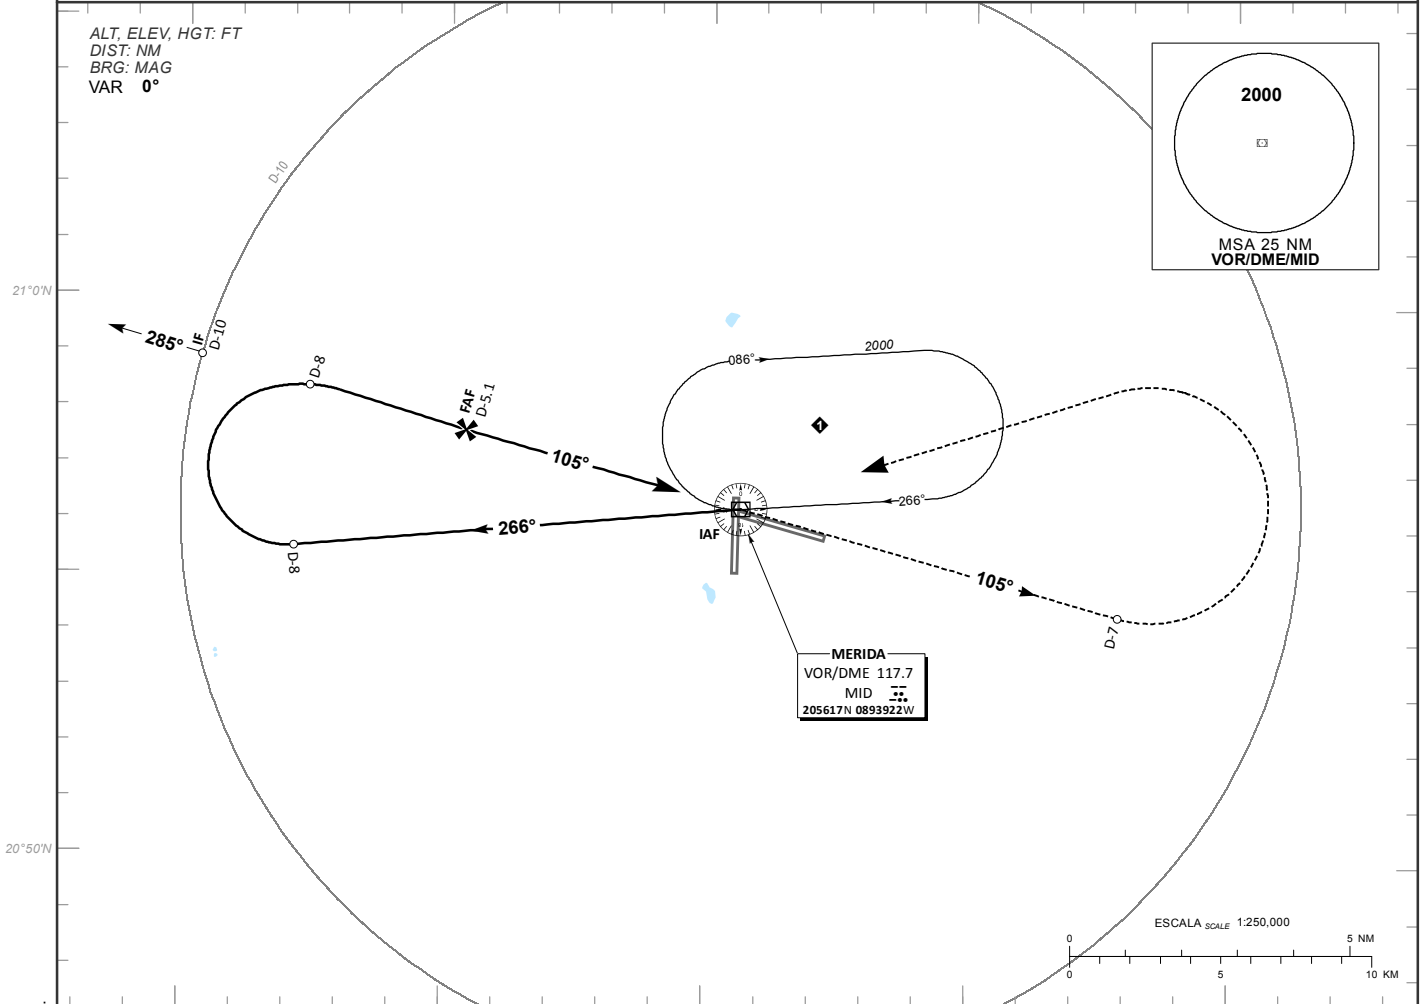 ALT, ELEV, HGT: FT
DIST: NM
BRG: MAG
VAR 0°
2000
MSA 25 NM
VOR/DME/MID
D-10
21°0'N
285°
IF
D-10
D-8
FAF
D-5.1
105°
086°
2000
1
266°
266°
D-8
IAF
105°
D-7
MERIDA
VOR/DME 117.7
MID
205617N 0893922W
20°50'N
ESCALA SCALE 1:250,000
0 5 NM
0 5 10 KM